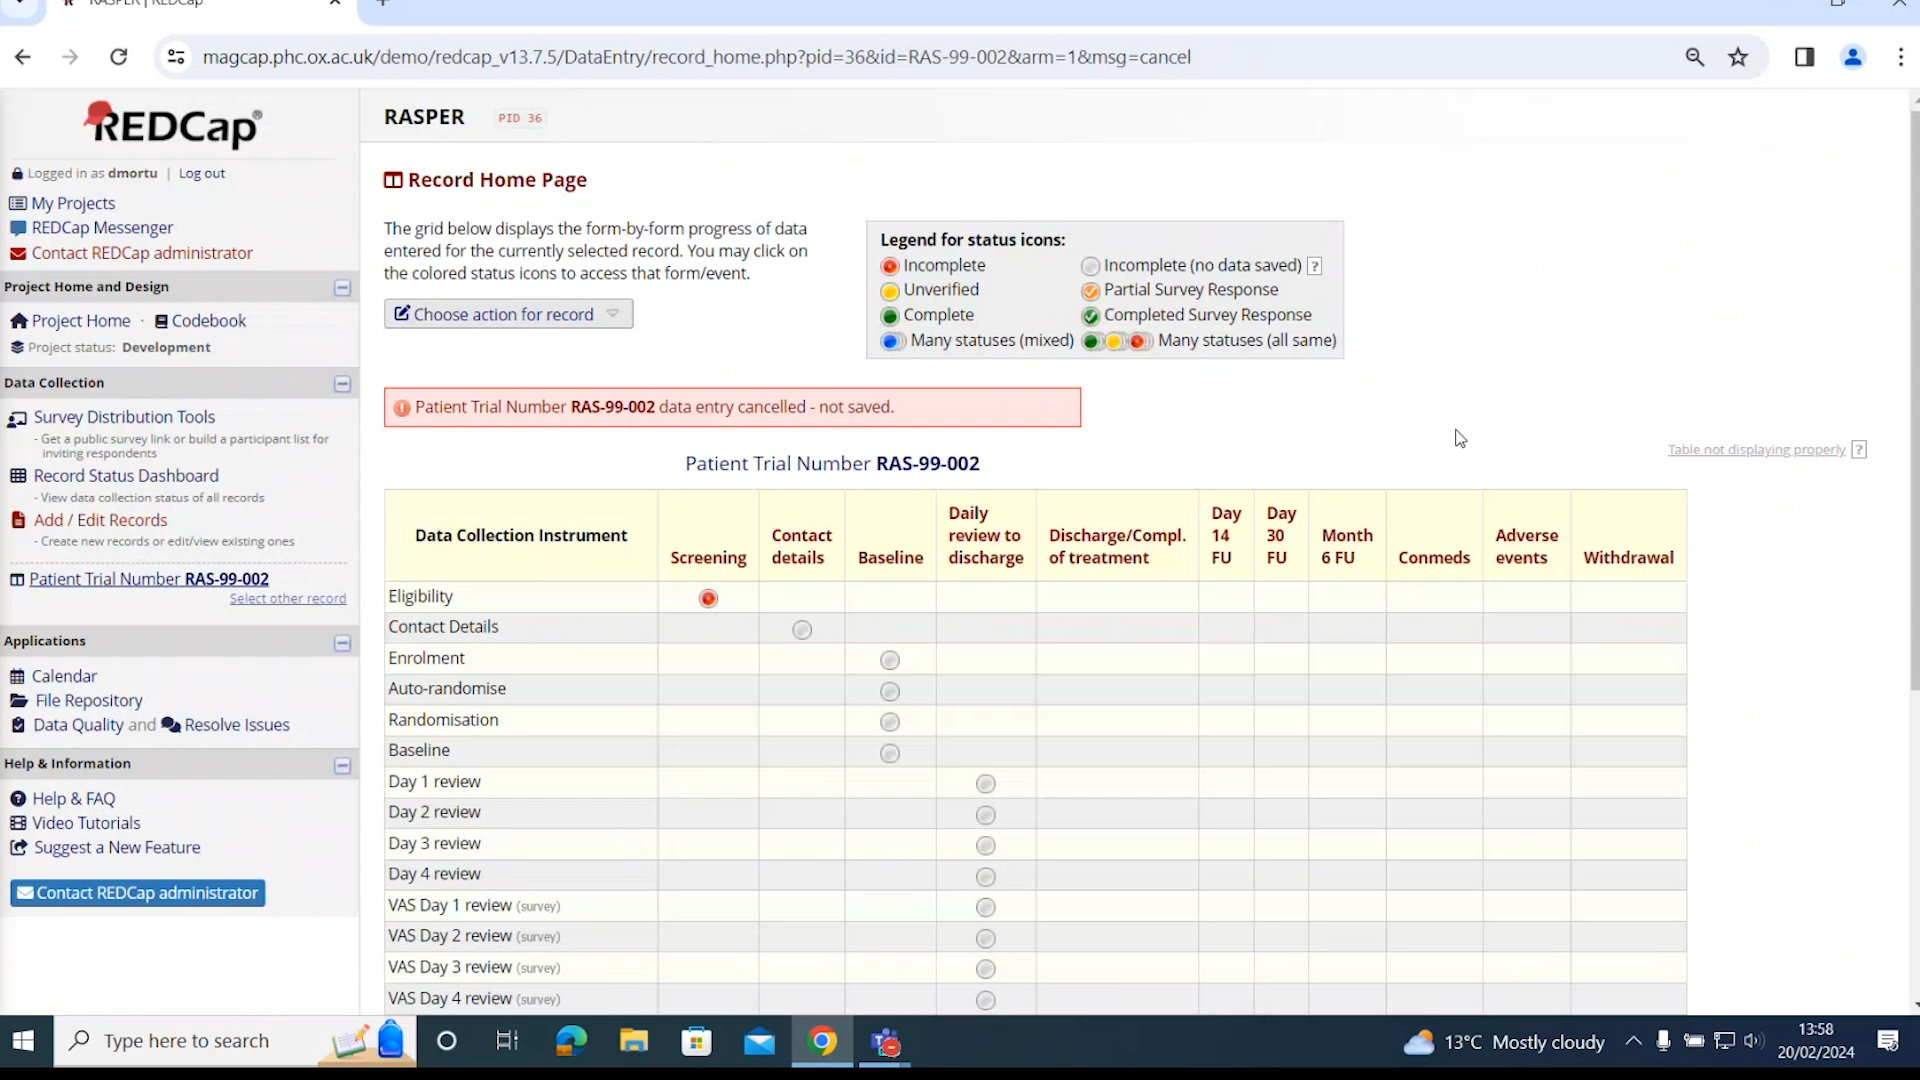 RASPER | REDCap
magcap.phc.ox.ac.uk/demo/redcap_v13.7.5/DataEntry/record_home.php?pid=36&id=RAS-99-002&arm=1&msg=cancel
REDCap®
Logged in as dmortu | Log out
My Projects
REDCap Messenger
Contact REDCap administrator
Project Home and Design
Project Home · Codebook
Project status: Development
Data Collection
Survey Distribution Tools
- Get a public survey link or build a participant list for
inviting respondents
Record Status Dashboard
- View data collection status of all records
Add / Edit Records
- Create new records or edit/view existing ones
Patient Trial Number RAS-99-002
Select other record
Applications
Calendar
File Repository
Data Quality and Resolve Issues
Help & Information
Help & FAQ
Video Tutorials
Suggest a New Feature
Contact REDCap administrator
RASPER PID 36
Record Home Page
The grid below displays the form-by-form progress of data
entered for the currently selected record. You may click on
the colored status icons to access that form/event.
Choose action for record
Legend for status icons:
Incomplete Incomplete (no data saved) ?
Unverified Partial Survey Response
Complete Completed Survey Response
Many statuses (mixed) Many statuses (all same)
Patient Trial Number RAS-99-002 data entry cancelled - not saved.
Table not displaying properly ?
Patient Trial Number RAS-99-002
Data Collection Instrument
Screening
Contact
details
Baseline
Daily
review to
discharge
Discharge/Compl.
of treatment
Day
14
FU
Day
30
FU
Month
6 FU
Conmeds
Adverse
events
Withdrawal
Eligibility
Contact Details
Enrolment
Auto-randomise
Randomisation
Baseline
Day 1 review
Day 2 review
Day 3 review
Day 4 review
VAS Day 1 review (survey)
VAS Day 2 review (survey)
VAS Day 3 review (survey)
VAS Day 4 review (survey)
Type here to search
13°C Mostly cloudy
13:58
20/02/2024